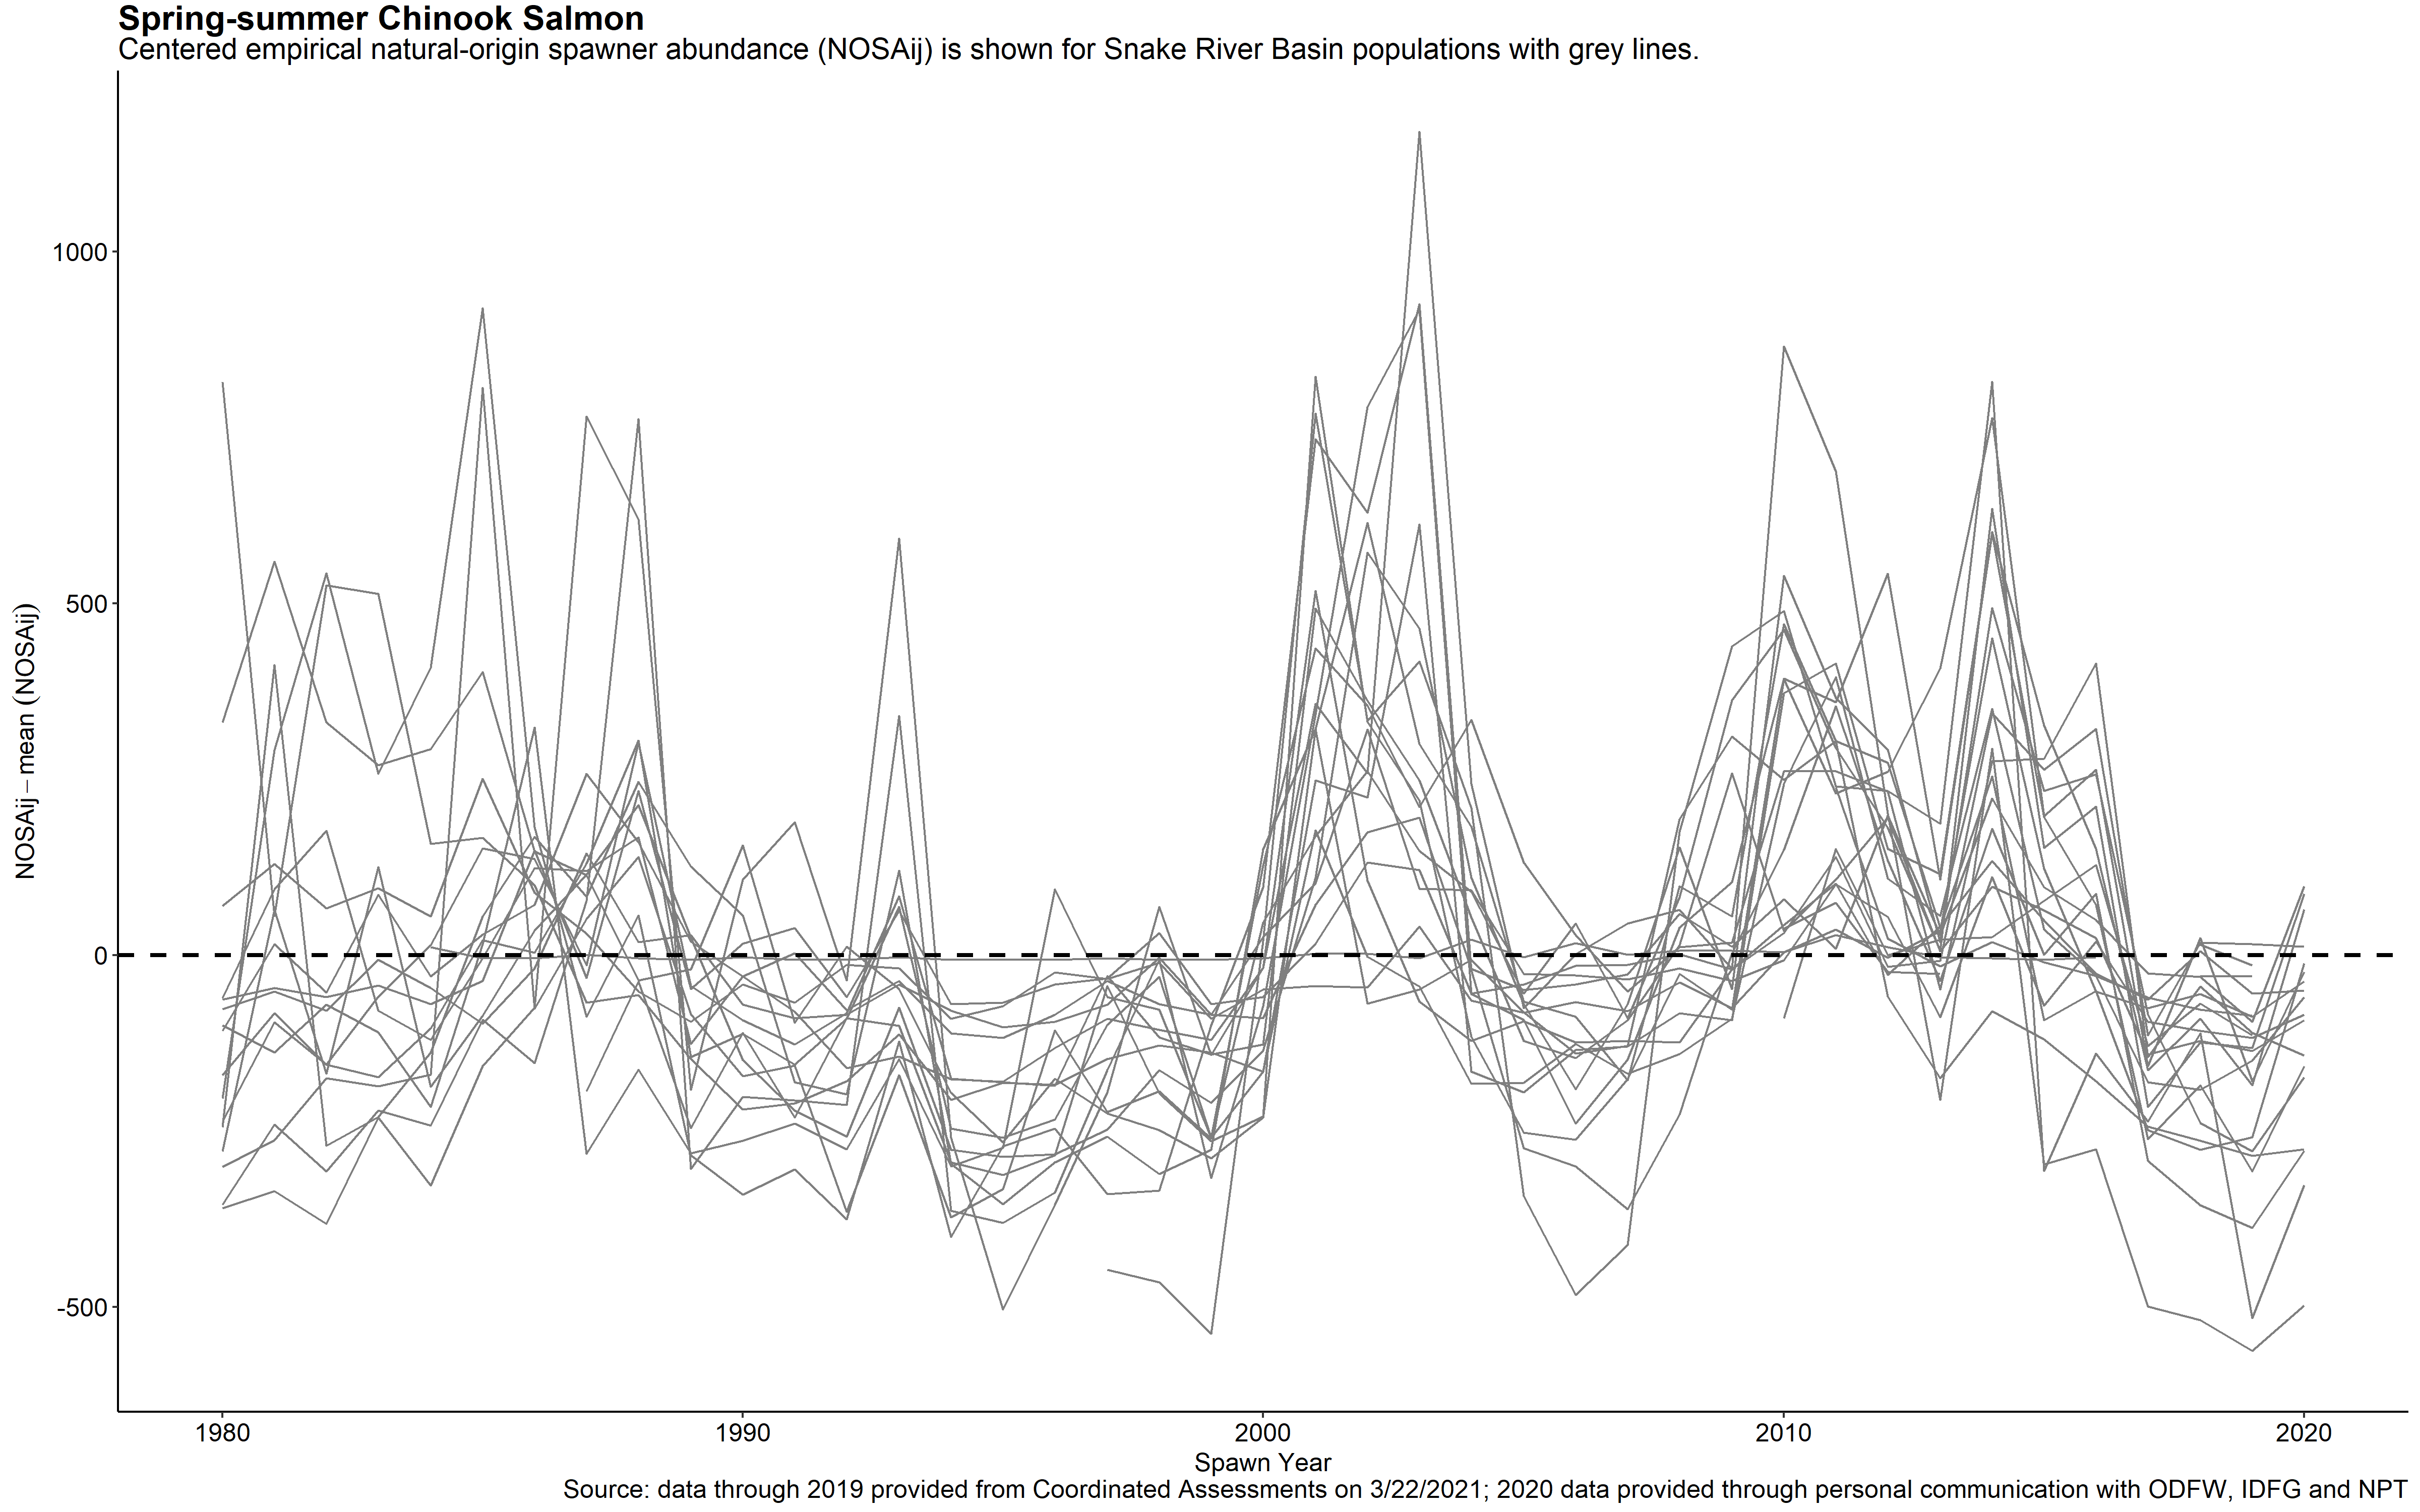 Spring-summer Chinook Salmon
Centered empirical natural-origin spawner abundance (NOSAij) is shown for Snake River Basin populations with grey lines.
1000
500
0
-500
NOSAij – mean (NOSAij)
1980 1990 2000 2010 2020
Spawn Year
Source: data through 2019 provided from Coordinated Assessments on 3/22/2021; 2020 data provided through personal communication with ODFW, IDFG and NPT